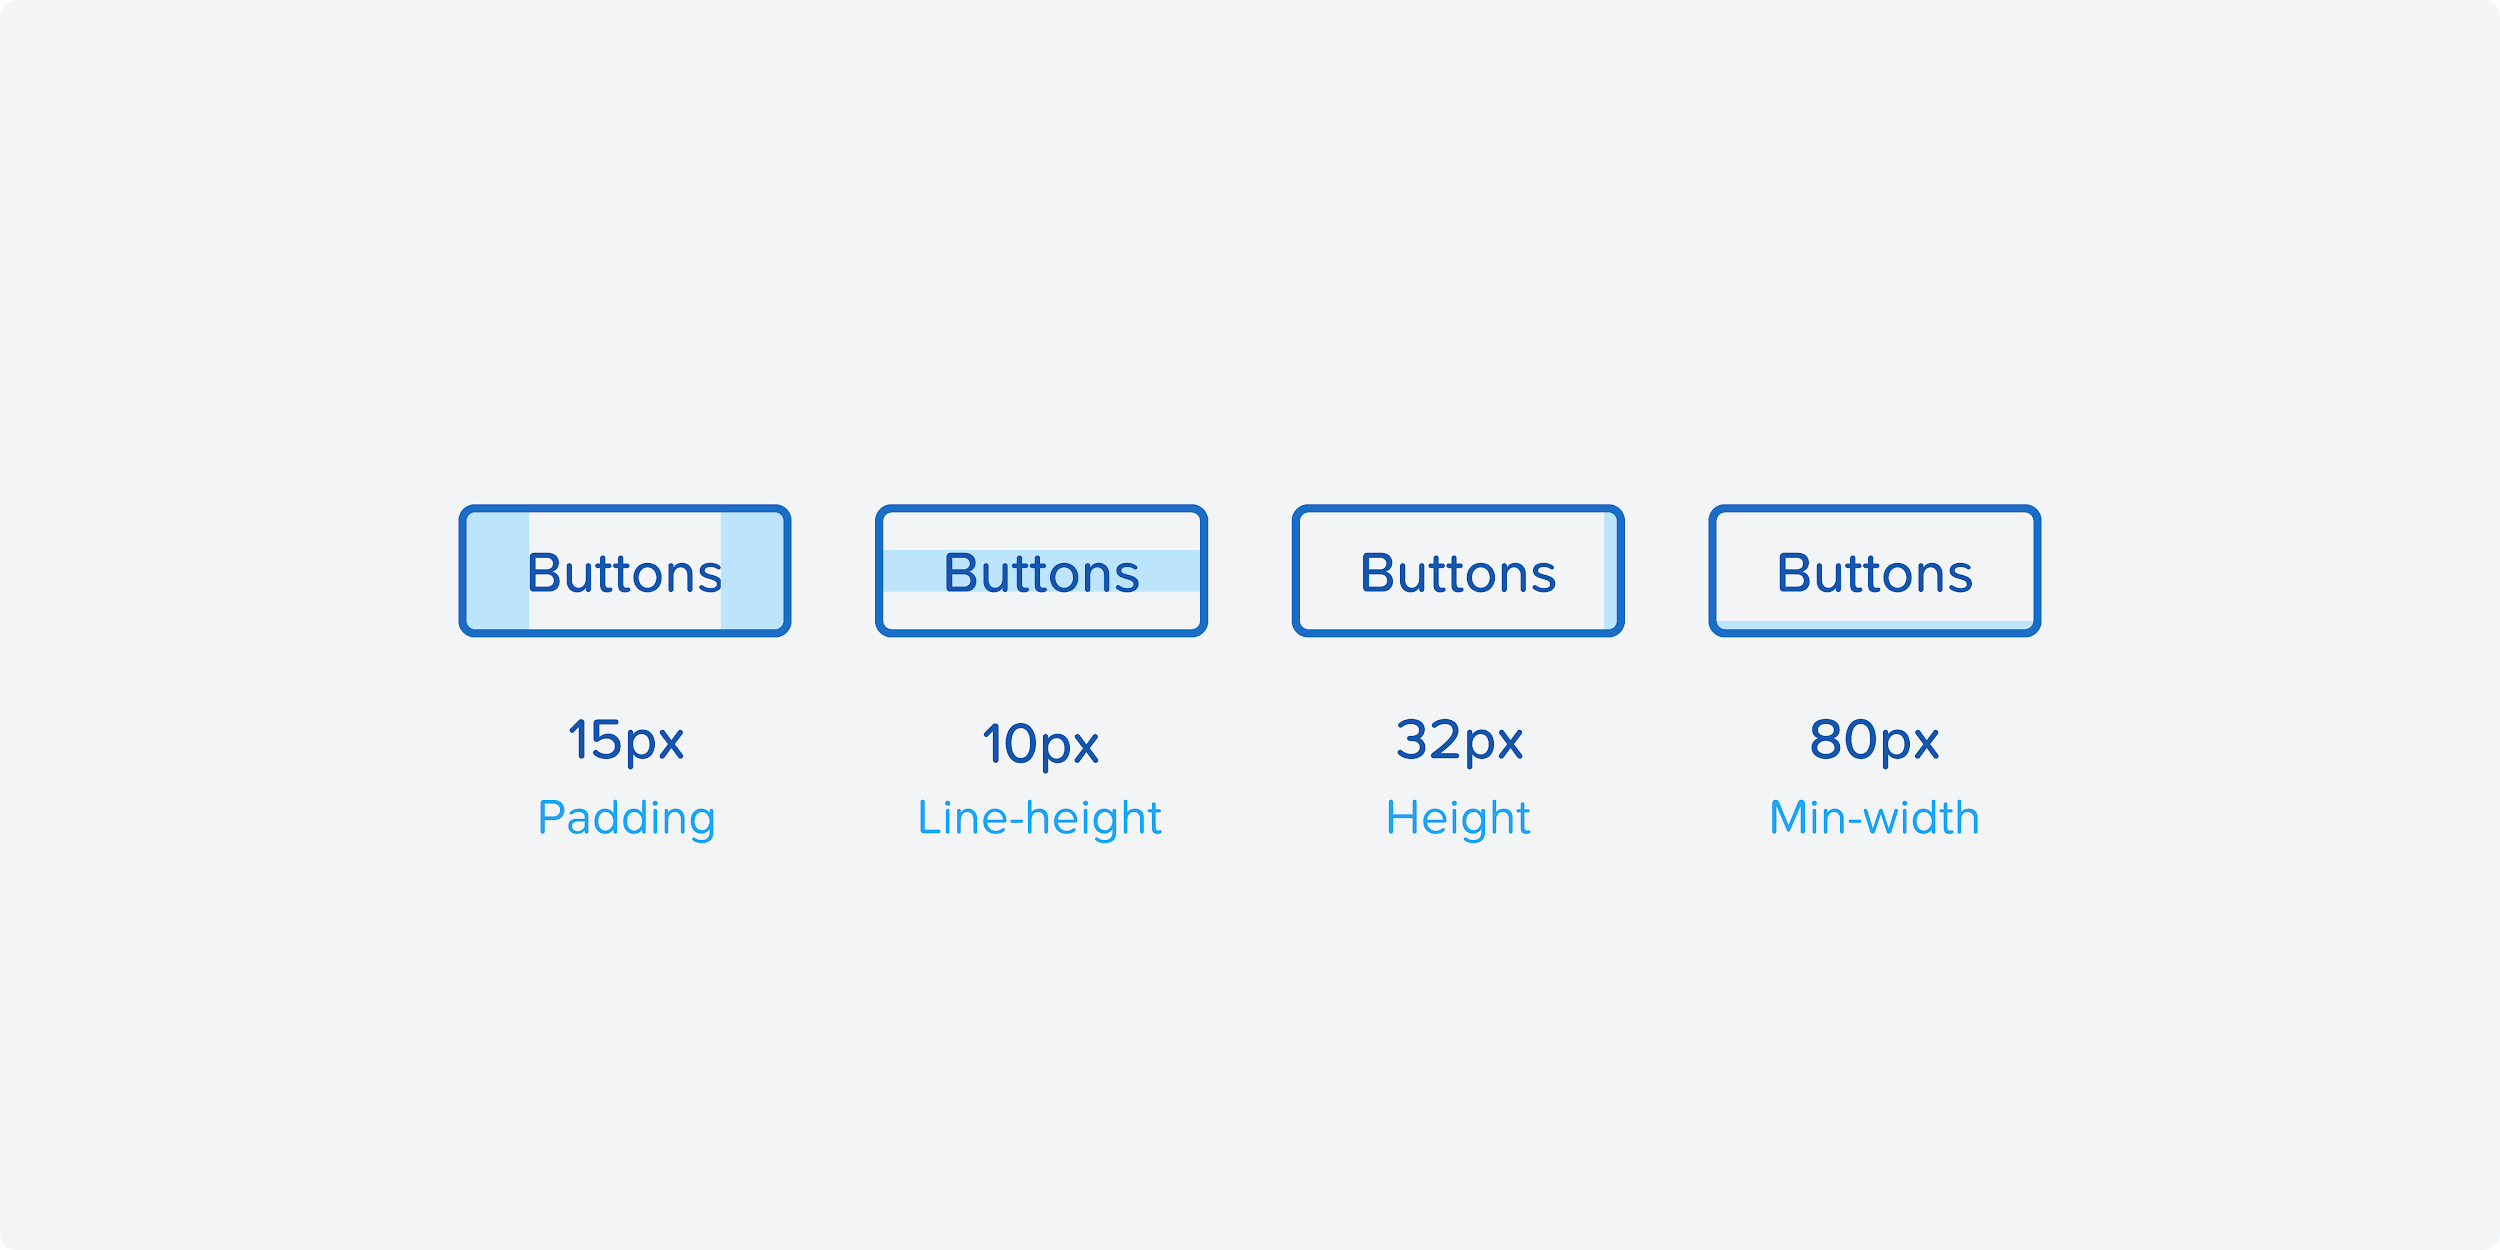 Buttons Buttons Buttons Buttons
15px 10px 32px 80px
Padding Line-height Height Min-width